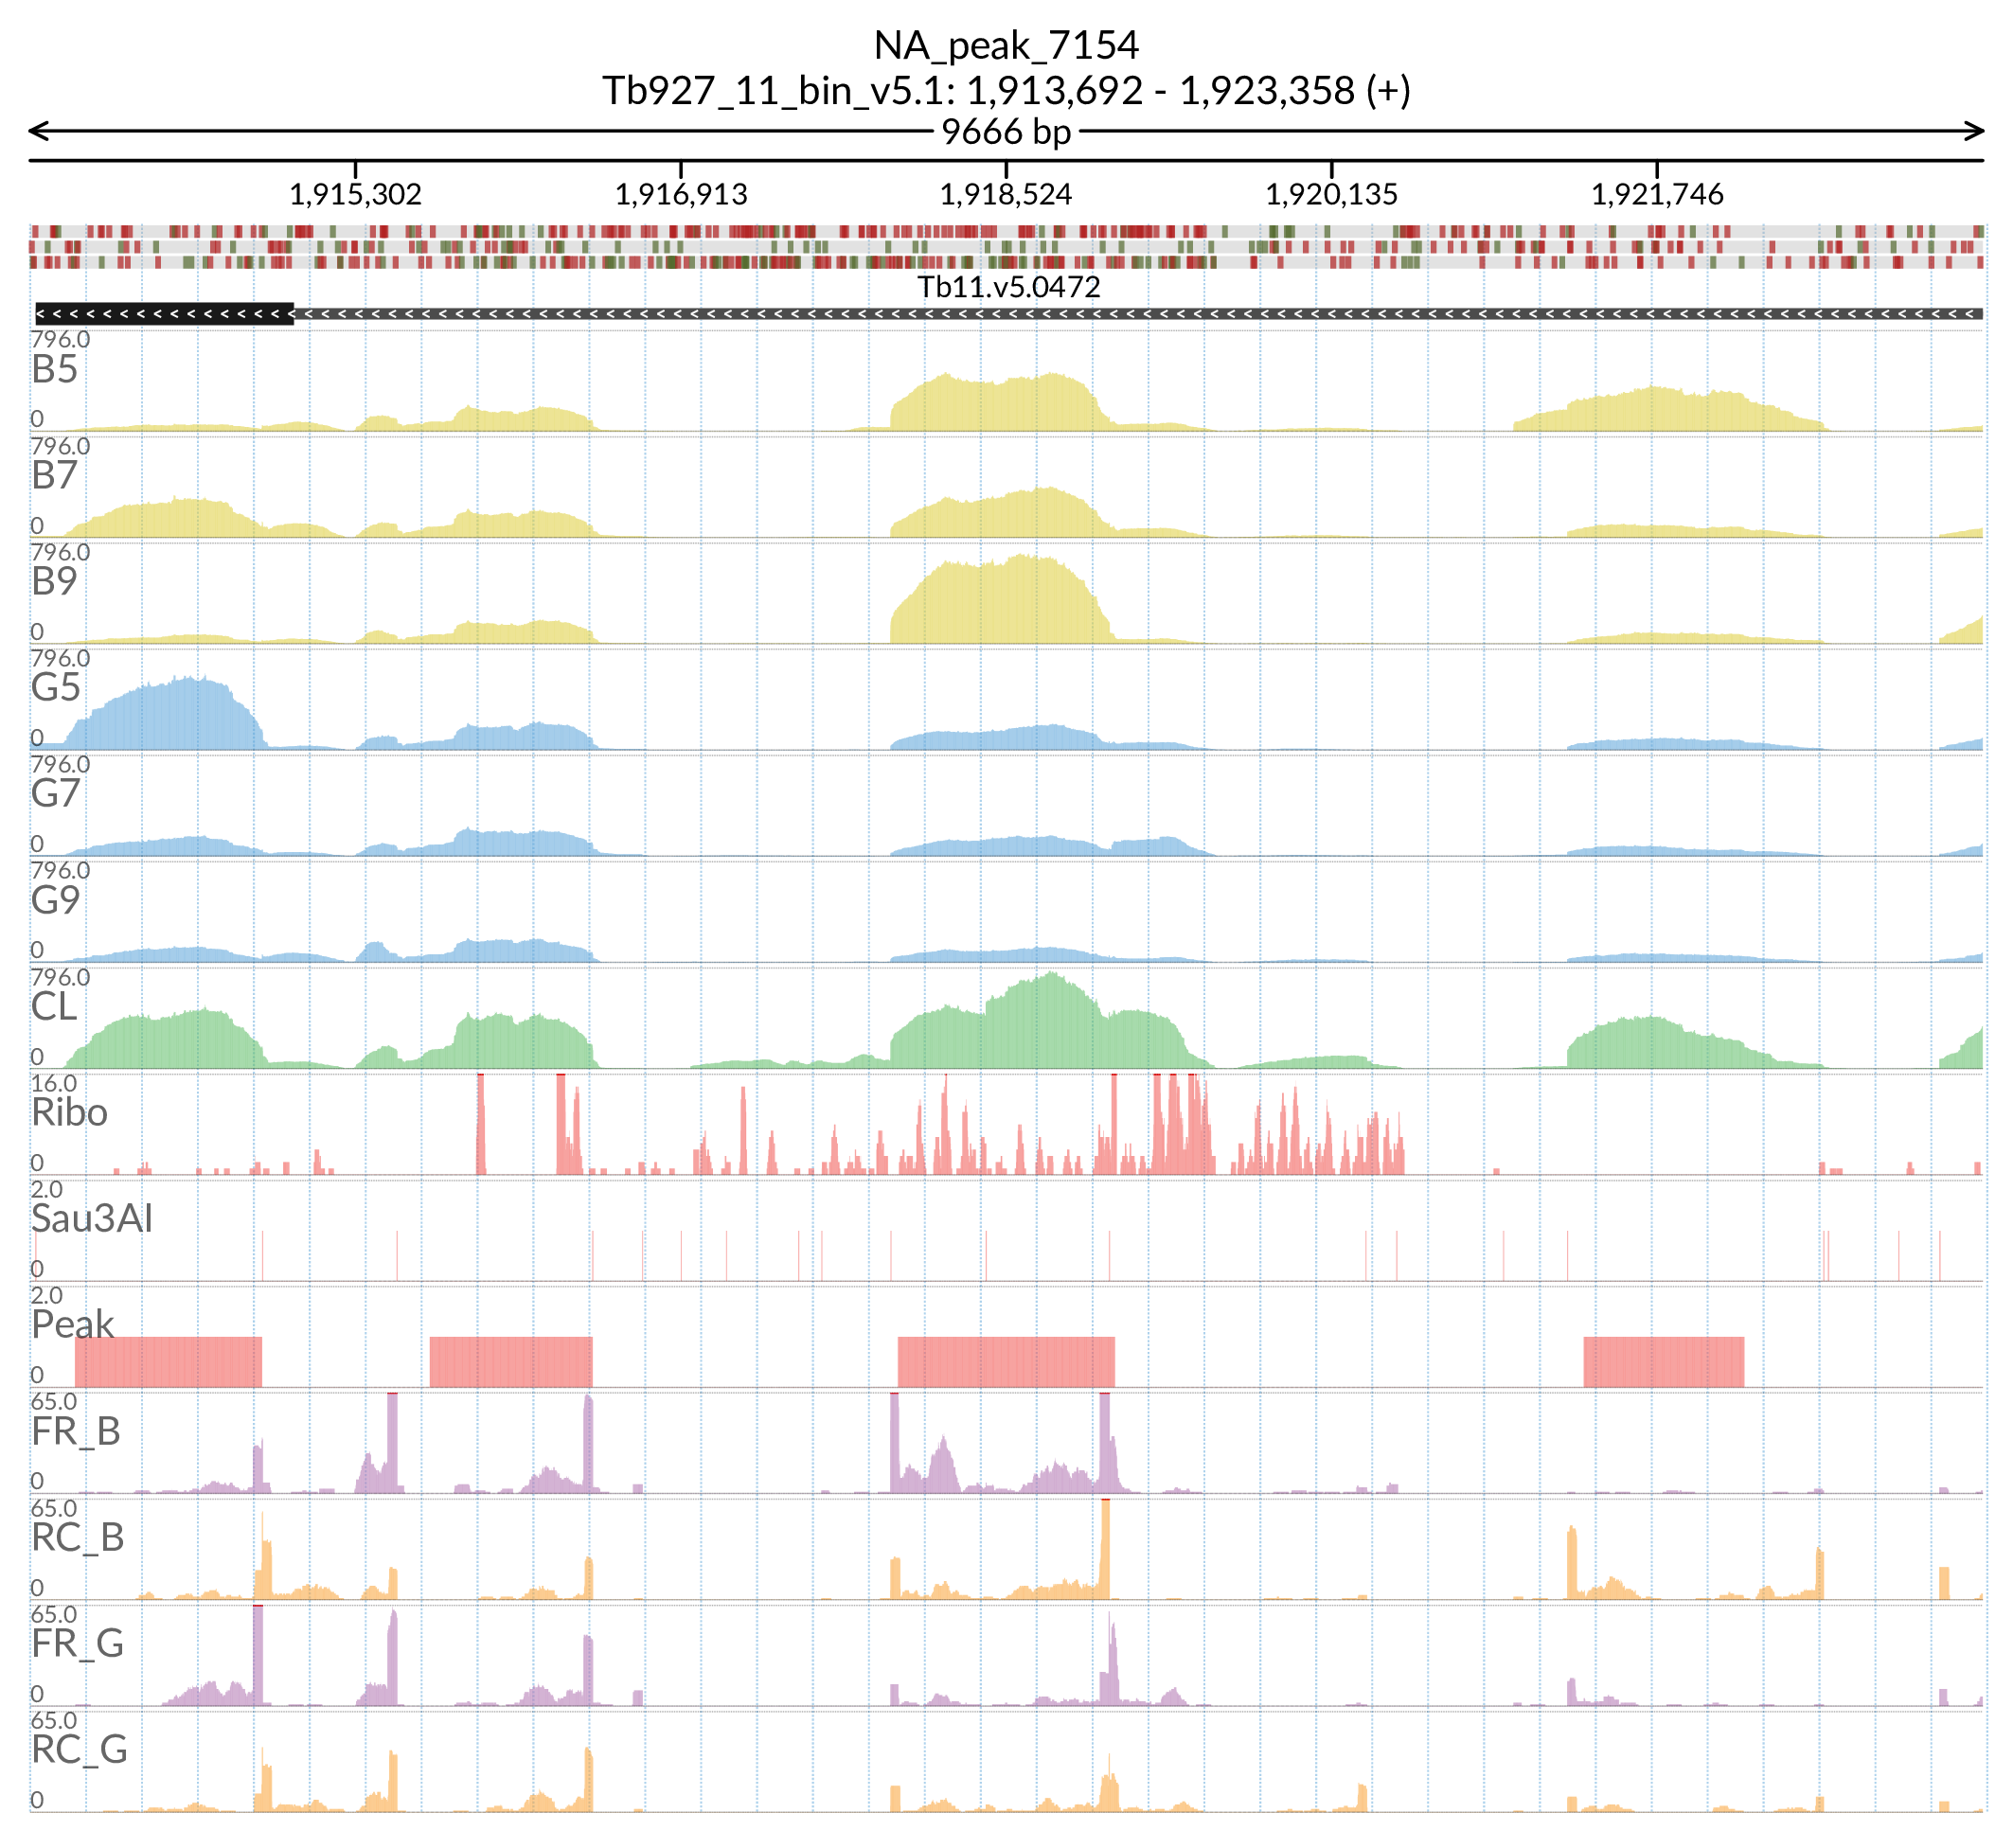 NA_peak_7154
Tb927_11_bin_v5.1: 1,913,692 - 1,923,358 (+)
9666 bp
1,915,302 1,916,913 1,918,524 1,920,135 1,921,746
Tb11.v5.0472
796.0
B5
0
796.0
B7
0
796.0
B9
0
796.0
G5
0
796.0
G7
0
796.0
G9
0
796.0
CL
0
16.0
Ribo
0
2.0
Sau3AI
0
2.0
Peak
0
65.0
FR_B
0
65.0
RC_B
0
65.0
FR_G
0
65.0
RC_G
0